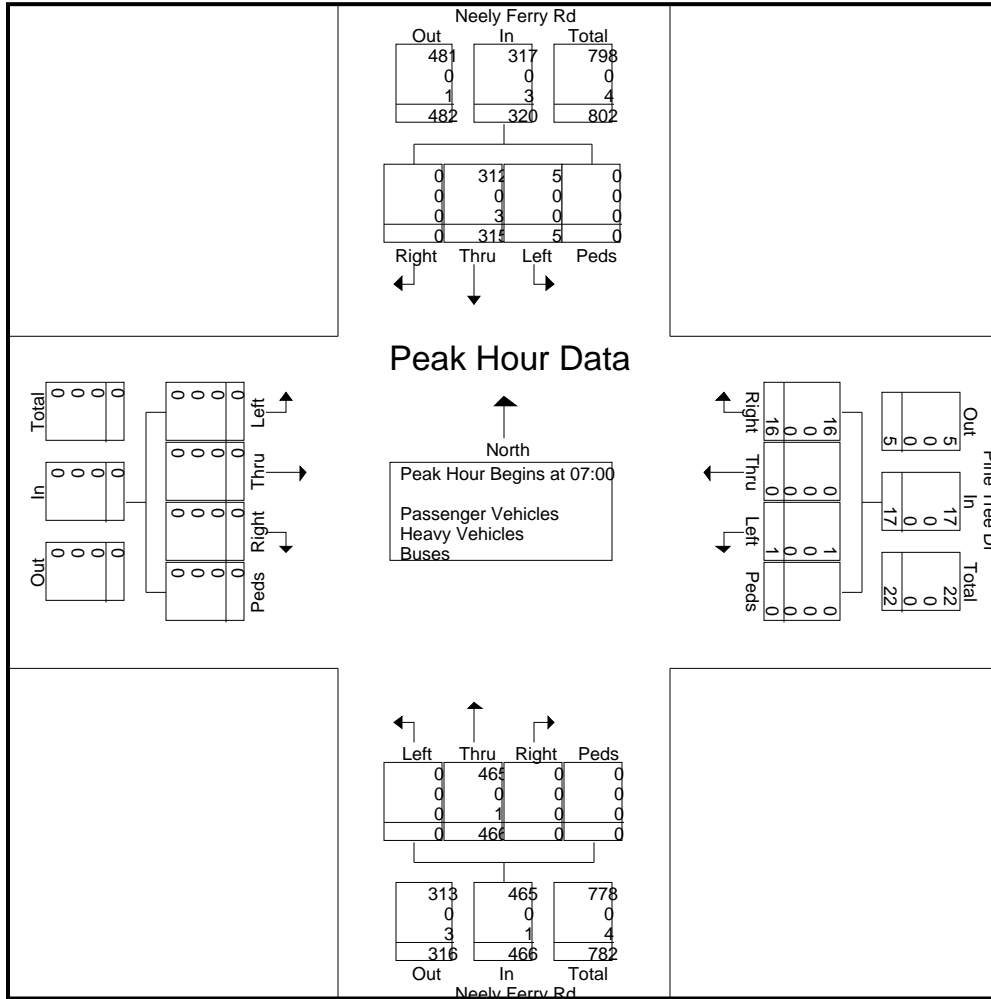 Neely Ferry Rd
Out In Total
481 317 798
0 0 0
1 3 4
482 320 802
0 312 5 0
0 0 0 0
0 3 0 0
0 315 5 0
Right Thru Left Peds
Peak Hour Data
North
Peak Hour Begins at 07:00
Passenger Vehicles
Heavy Vehicles
Buses
Total
0 0 0 0
In
0 0 0 0
Out
0 0 0 0
Left
0 0 0 0
Thru
0 0 0 0
Right
0 0 0 0
Peds
0 0 0 0
Right
16 0 0 16
Thru
0 0 0 0
Left
1 0 0 1
Peds
0 0 0 0
Out
5 0 0 5
In
17 0 0 17
Total
22 0 0 22
Pine Tree Dr
Left Thru Right Peds
0 465 0 0
0 0 0 0
0 1 0 0
0 466 0 0
313 465 778
0 0 0
3 1 4
316 466 782
Out In Total
Neely Ferry Rd